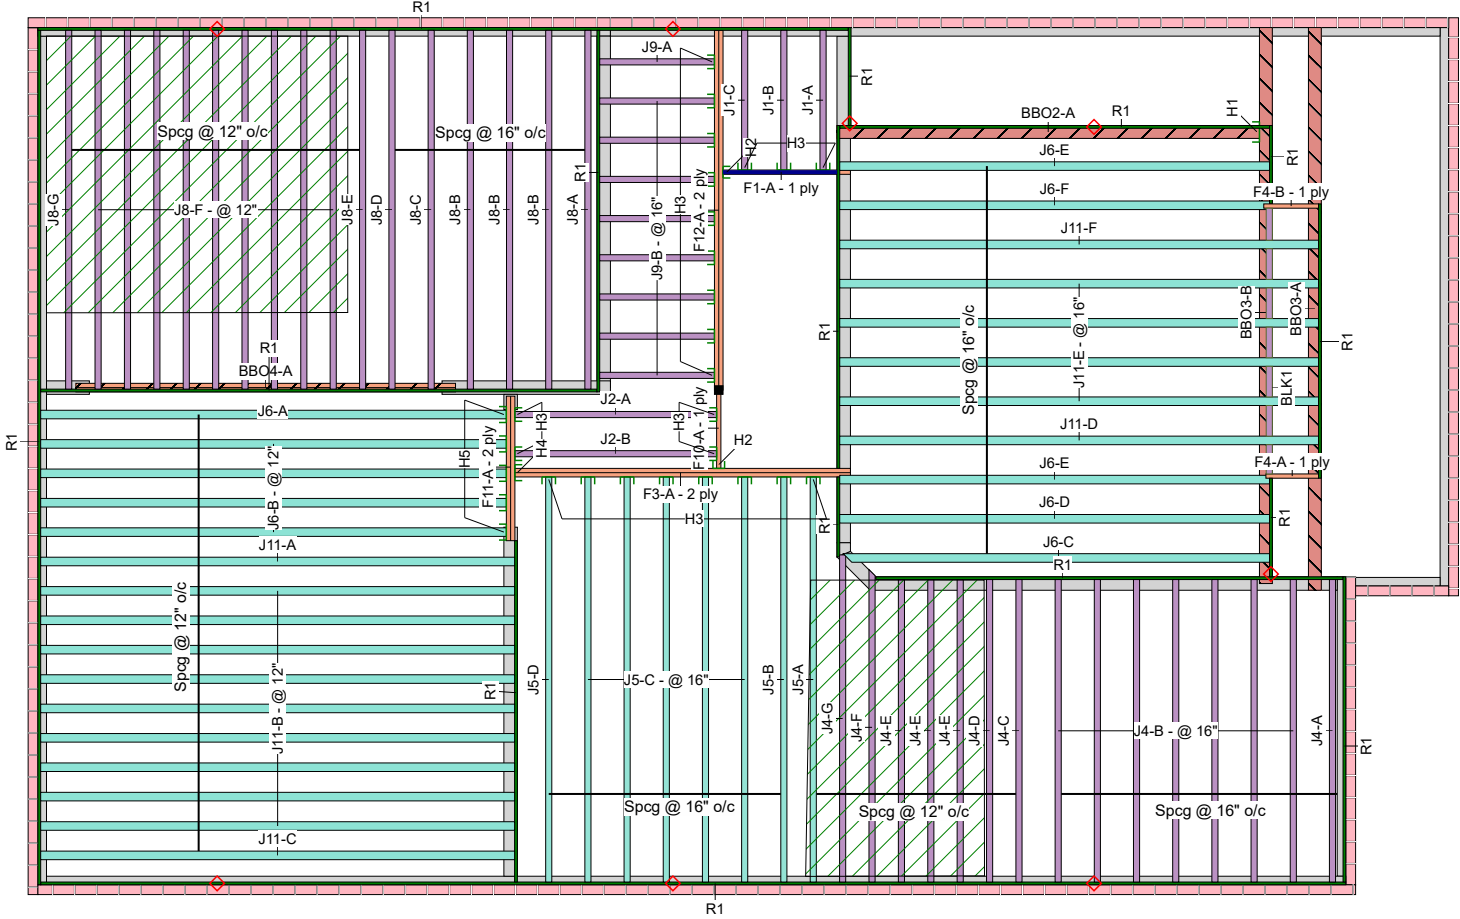 R1
J9-A
R1
BBO2-A
R1
H1
J1-C
J1-B
J1-A
Spcg @ 12" o/c
Spcg @ 16" o/c
H2
H3
J6-E
R1
R1
F1-A - 1 ply
J6-F
F4-B - 1 ply
J8-G
J8-F - @ 12"
J8-E
J8-D
J8-C
J8-B
J8-B
J8-B
J8-A
J9-B - @ 16"
H3
F12-A - 2 ply
J11-F
BBO3-B
BBO3-A
R1
R1
Spcg @ 16" o/c
J11-E - @ 16"
R1
BBO4-A
BLK1
J6-A
J2-A
H3
H3
J11-D
R1
J2-B
H4
F10-A - 1 ply
H2
H5
F11-A - 2 ply
J6-B - @ 12"
J6-E
F4-A - 1 ply
F3-A - 2 ply
J6-D
H3
R1
R1
J11-A
J6-C
R1
Spcg @ 12" o/c
J11-B - @ 12"
R1
J5-D
J5-C - @ 16"
J5-B
J5-A
J4-G
J4-F
J4-E
J4-E
J4-E
J4-D
J4-C
J4-B - @ 16"
J4-A
R1
Spcg @ 16" o/c
Spcg @ 12" o/c
Spcg @ 16" o/c
J11-C
R1